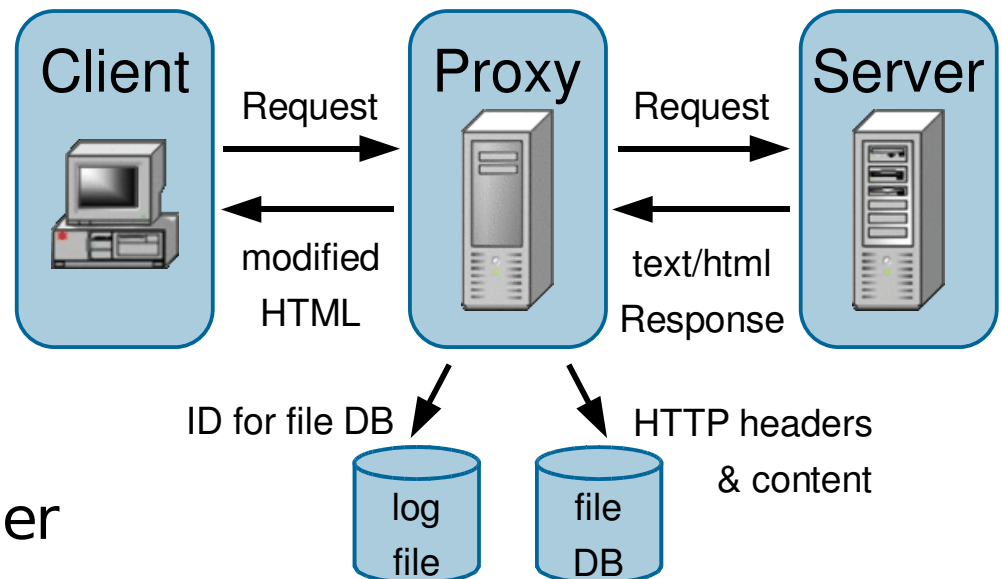 Client
Proxy
Server
Request
Request
modified
HTML
text/html
Response
ID for file DB
HTTP headers
& content
log
file
file
DB
er